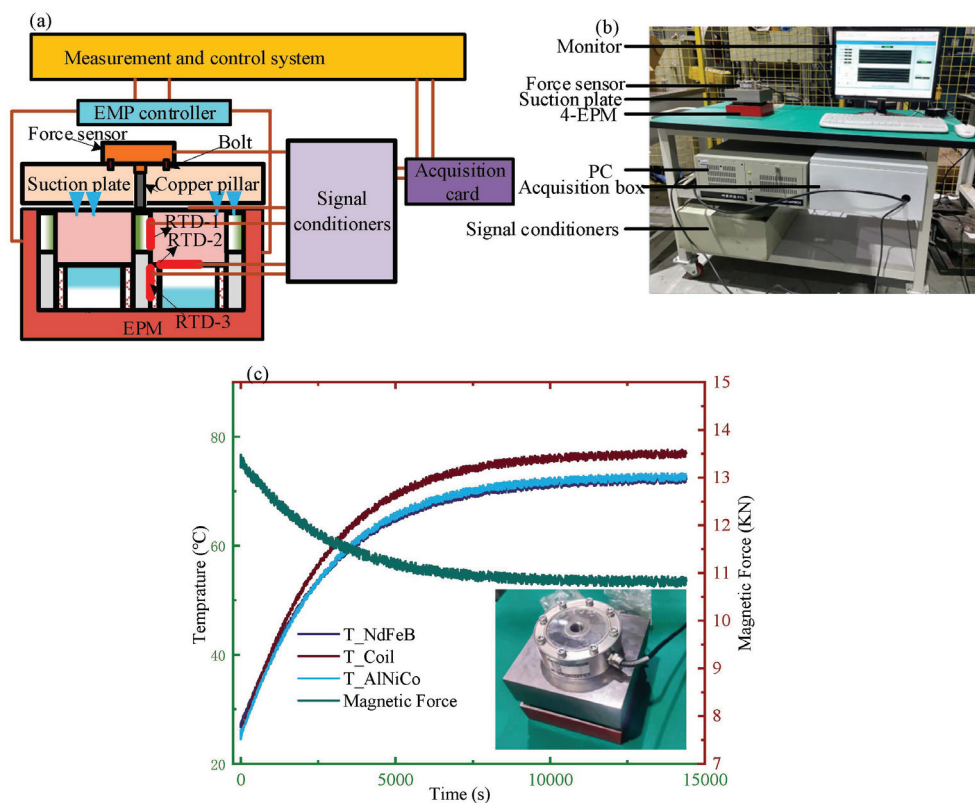 (a)
Measurement and control system
EMP controller
Force sensor
Bolt
Suction plate
Copper pillar
Signal
conditioners
Acquisition
card
RTD-1
RTD-2
RTD-3
EPM
(b)
Monitor
Force sensor
Suction plate
4-EPM
PC
Acquisition box
Signal conditioners
(c)
Temprature (°C)
80
60
40
20
T_NdFeB
T_Coil
T_AlNiCo
Magnetic Force
15
14
13
12
11
10
9
8
7
Magnetic Force (KN)
0
5000
10000
15000
Time (s)